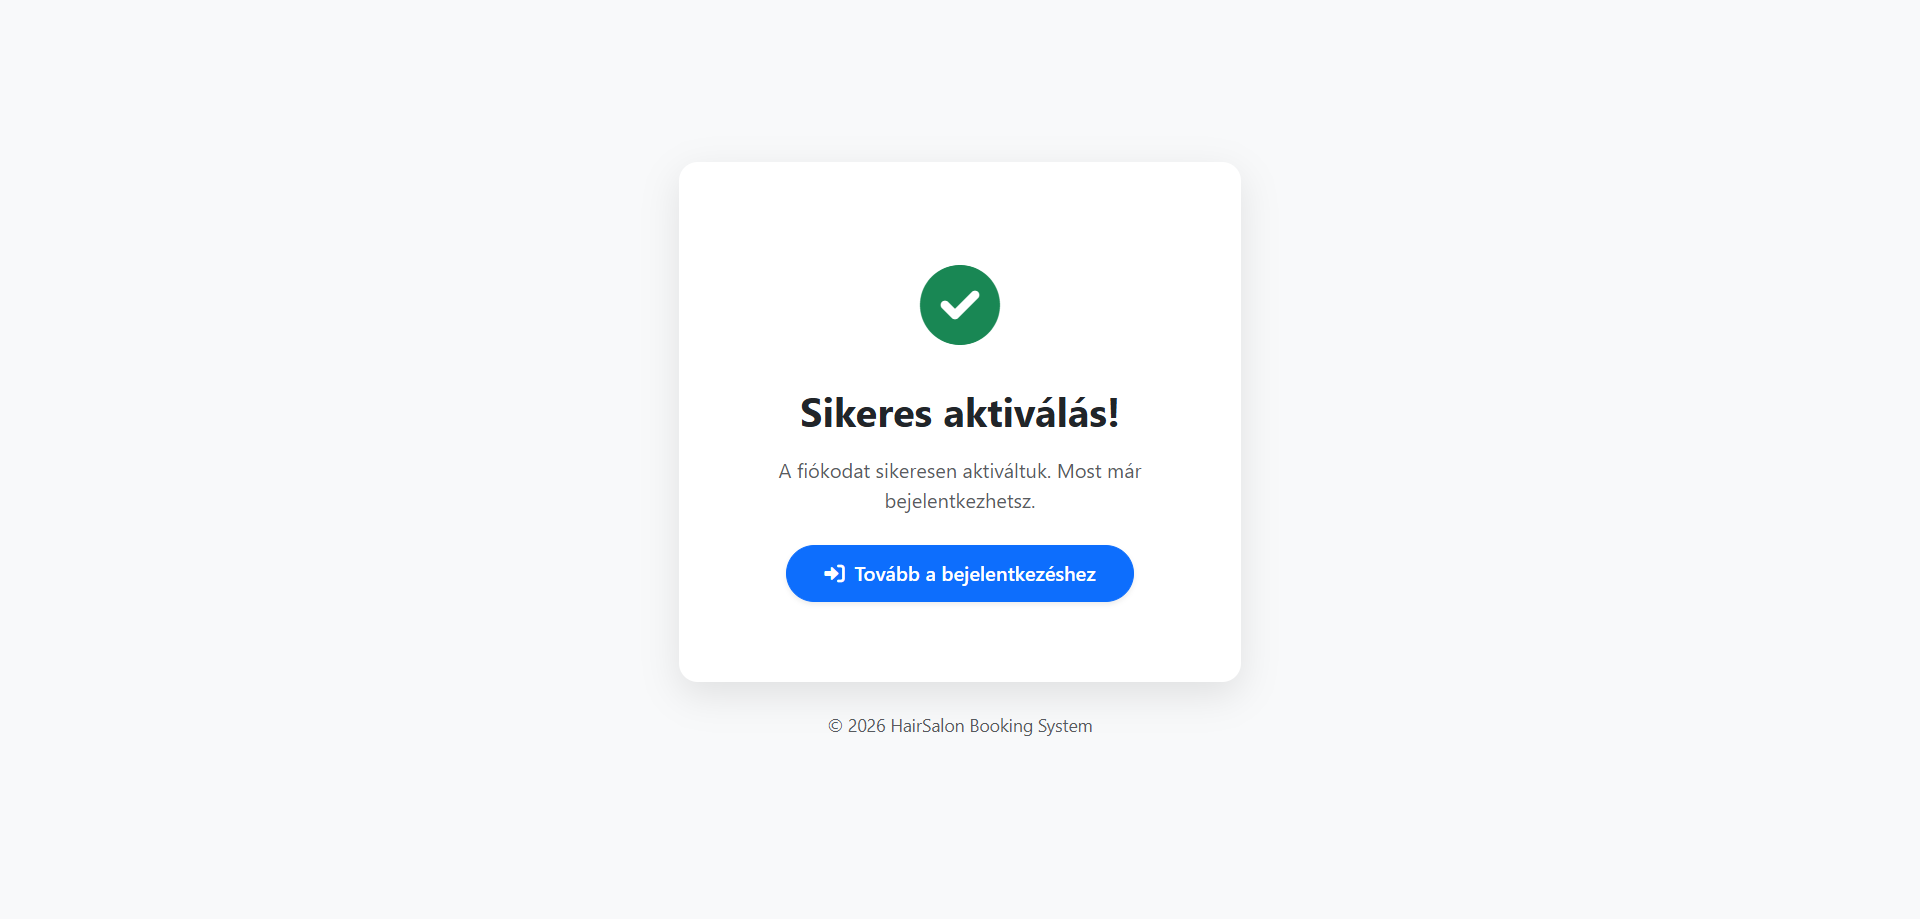 Sikeres aktiválás!
A fiókodat sikeresen aktiváltuk. Most már
bejelentkezhetsz.
Tovább a bejelentkezéshez
© 2026 HairSalon Booking System